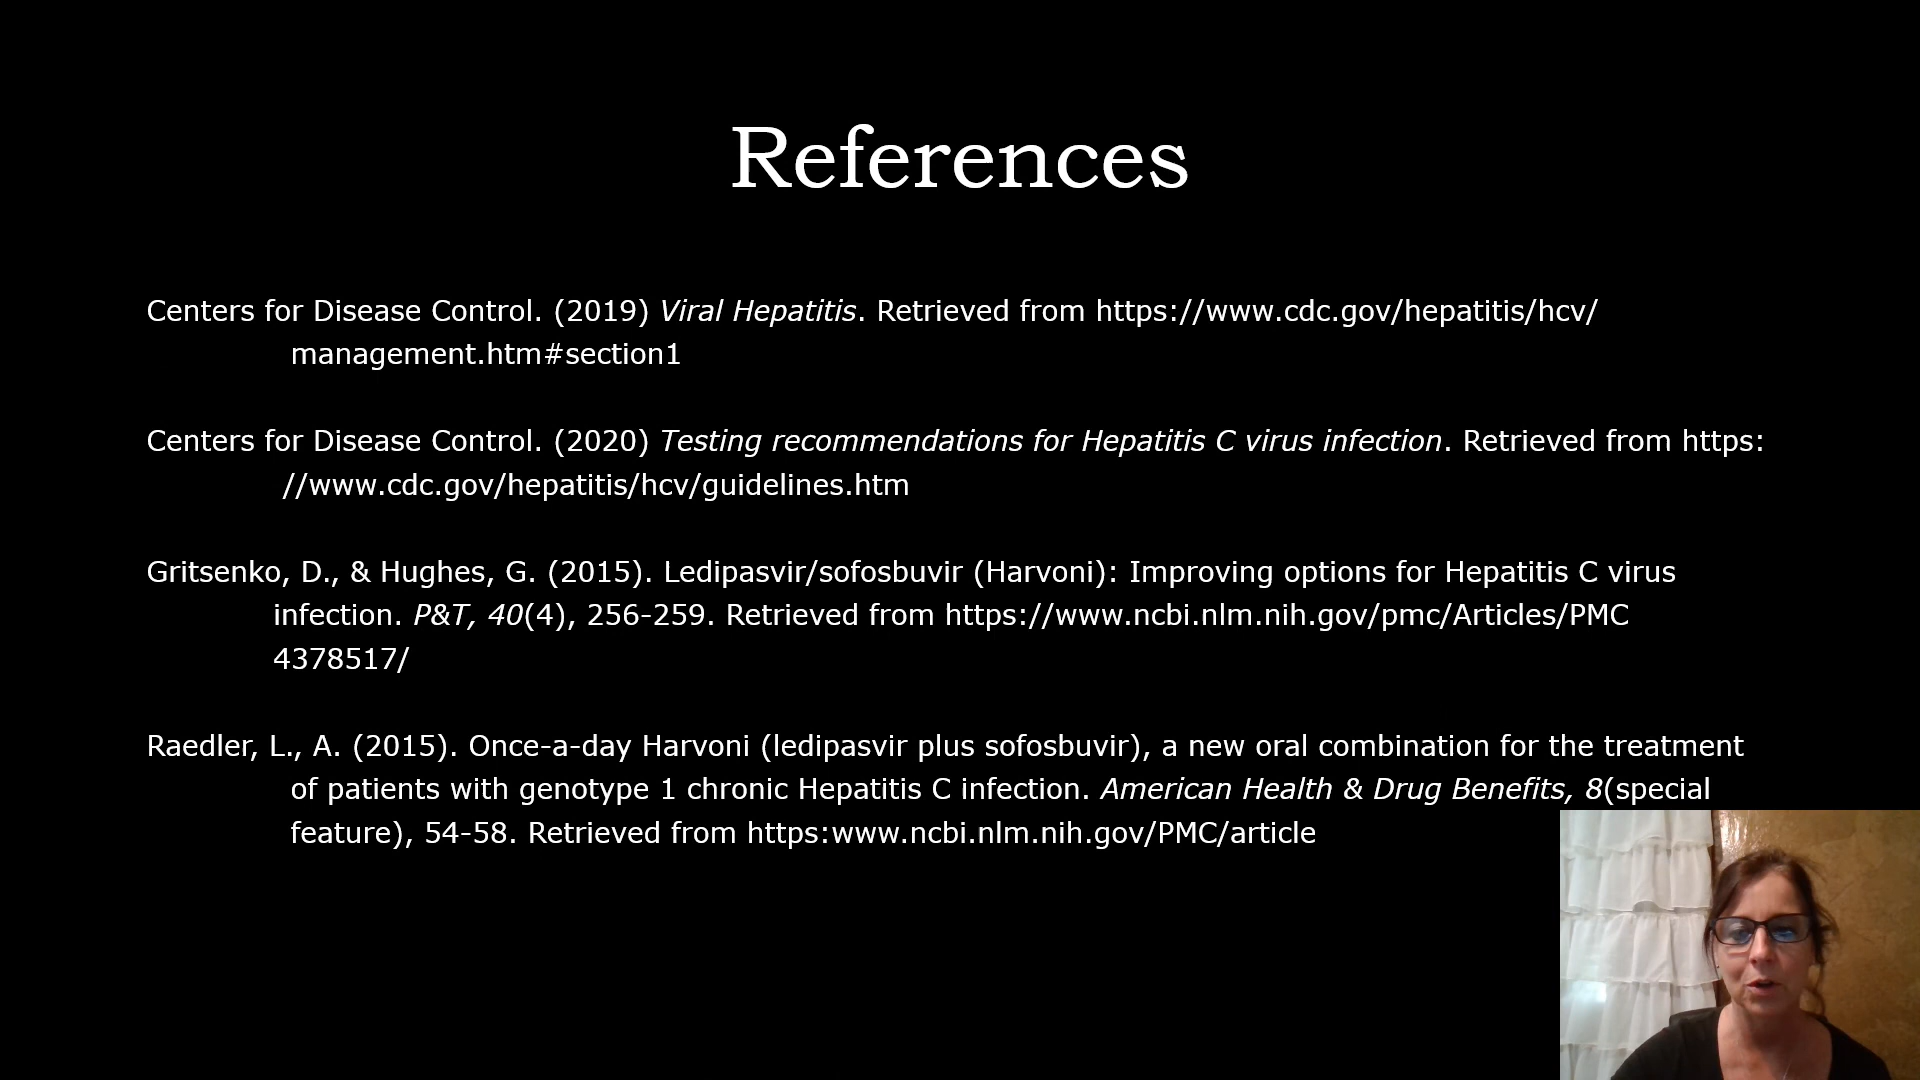 References
Centers for Disease Control. (2019) Viral Hepatitis. Retrieved from https://www.cdc.gov/hepatitis/hcv/
management.htm#section1
Centers for Disease Control. (2020) Testing recommendations for Hepatitis C virus infection. Retrieved from https:
//www.cdc.gov/hepatitis/hcv/guidelines.htm
Gritsenko, D., & Hughes, G. (2015). Ledipasvir/sofosbuvir (Harvoni): Improving options for Hepatitis C virus
infection. P&T, 40(4), 256-259. Retrieved from https://www.ncbi.nlm.nih.gov/pmc/Articles/PMC
4378517/
Raedler, L., A. (2015). Once-a-day Harvoni (ledipasvir plus sofosbuvir), a new oral combination for the treatment
of patients with genotype 1 chronic Hepatitis C infection. American Health & Drug Benefits, 8(special
feature), 54-58. Retrieved from https:www.ncbi.nlm.nih.gov/PMC/article